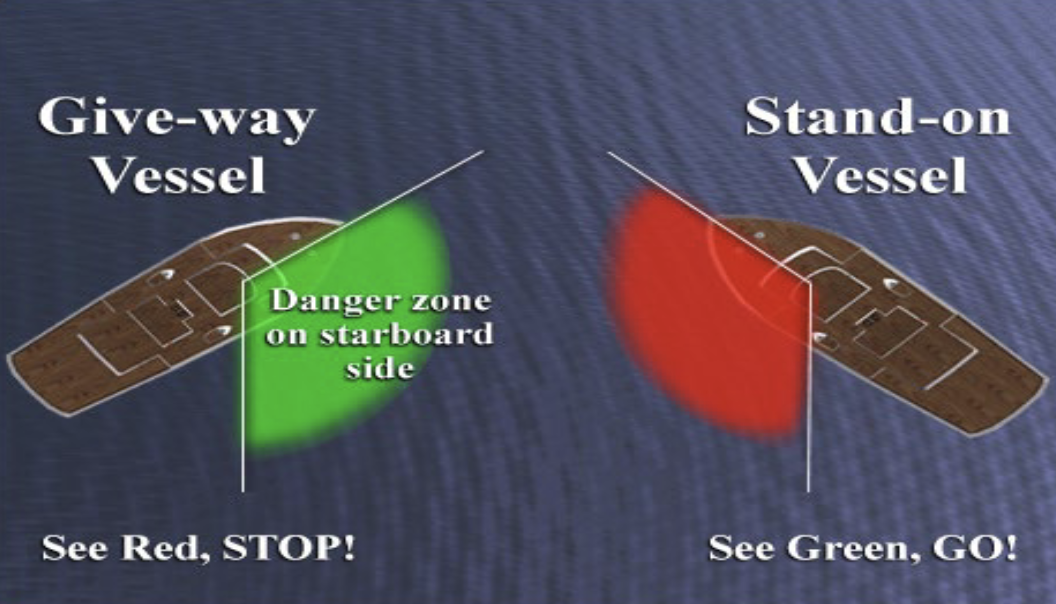 Give-way
Vessel
Stand-on
Vessel
Danger zone
on starboard
side
See Red, STOP!
See Green, GO!